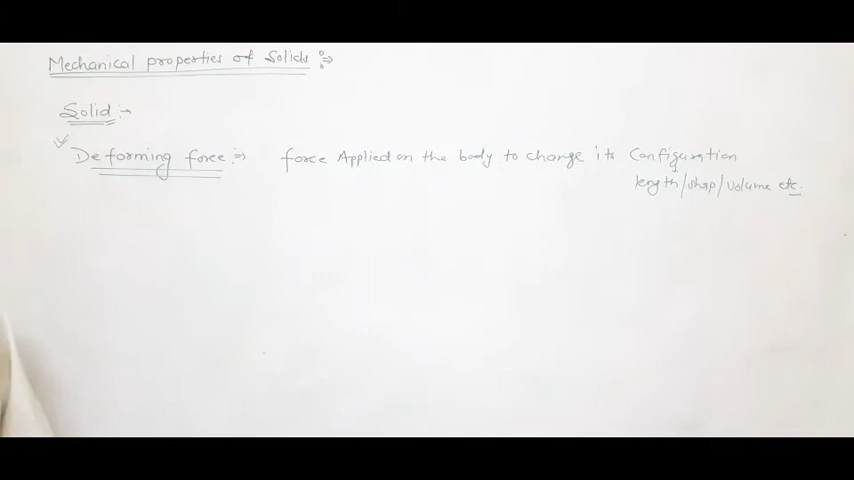 Mechanical properties of Solids :⇒
Solid :→
Deforming force :⇒ force Applied on the body to change its Configuration
length/shap/volume etc.